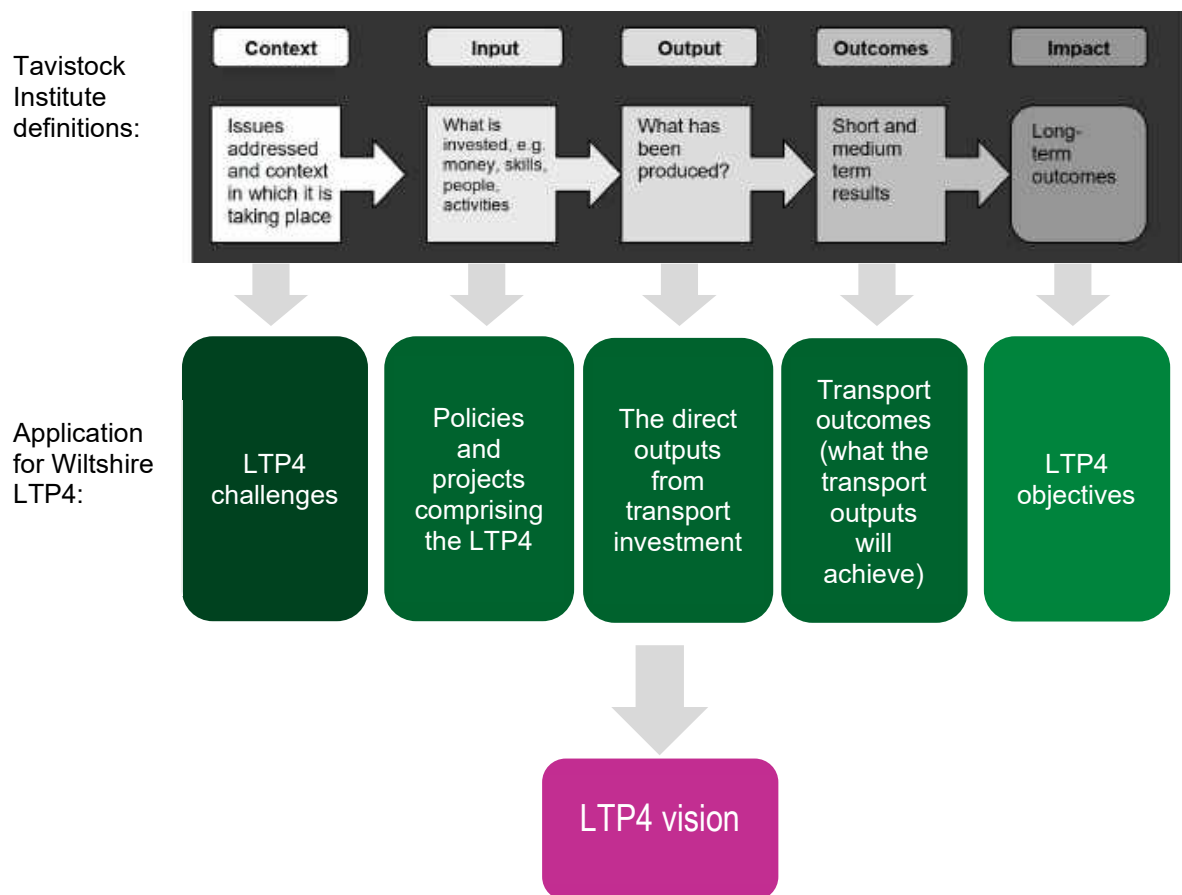 Tavistock
Institute
definitions:
Context
Input
Output
Outcomes
Impact
Issues
addressed
and context
in which it is
taking place
What is
invested, e.g.
money, skills,
people,
activities
What has
been
produced?
Short and
medium
term
results
Long-
term
outcomes
Application
for Wiltshire
LTP4:
LTP4
challenges
Policies
and
projects
comprising
the LTP4
The direct
outputs
from
transport
investment
Transport
outcomes
(what the
transport
outputs
will
achieve)
LTP4
objectives
LTP4 vision